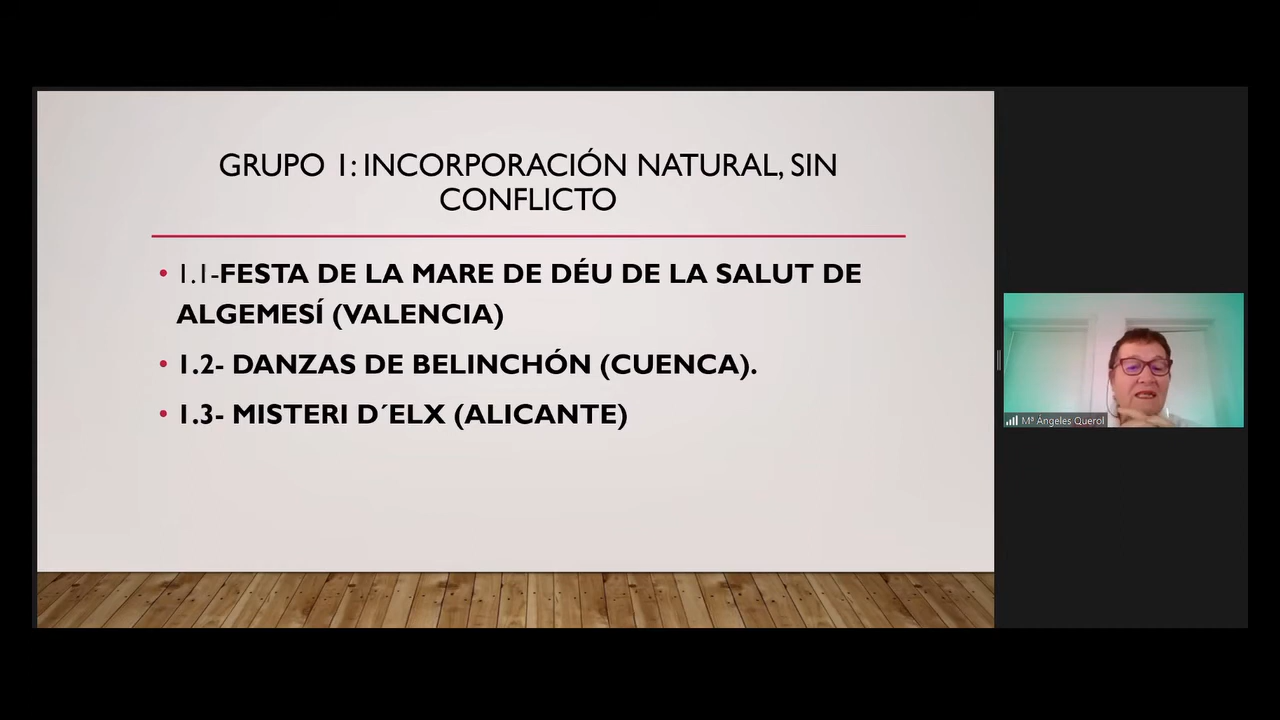 GRUPO 1: INCORPORACIÓN NATURAL, SIN
CONFLICTO
• 1.1-FESTA DE LA MARE DE DÉU DE LA SALUT DE
ALGEMESÍ (VALENCIA)
• 1.2- DANZAS DE BELINCHÓN (CUENCA).
• 1.3- MISTERI D´ELX (ALICANTE)
Mª Ángeles Querol